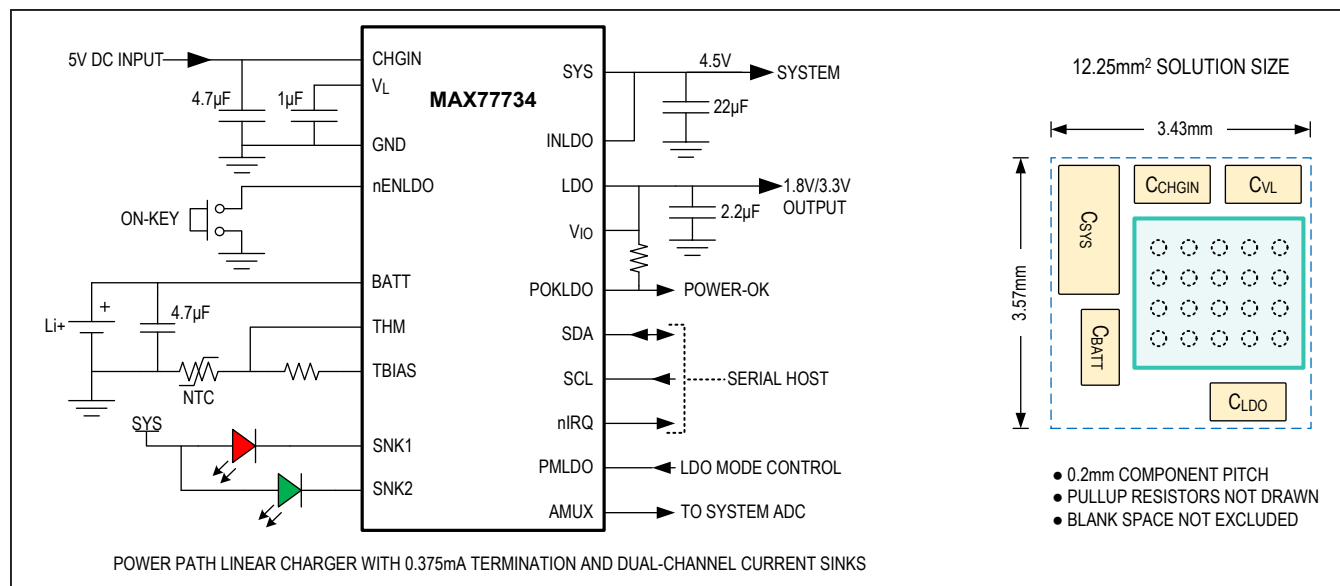 5V DC INPUT
4.7µF
1µF
ON-KEY
Li+
+
4.7µF
NTC
SYS
MAX77734
CHGIN
VL
GND
nENLDO
BATT
THM
TBIAS
SNK1
SNK2
SYS
INLDO
LDO
VIO
POKLDO
SDA
SCL
nIRQ
PMLDO
AMUX
4.5V
SYSTEM
22µF
1.8V/3.3V
OUTPUT
2.2µF
POWER-OK
SERIAL HOST
LDO MODE CONTROL
TO SYSTEM ADC
POWER PATH LINEAR CHARGER WITH 0.375mA TERMINATION AND DUAL-CHANNEL CURRENT SINKS
12.25mm² SOLUTION SIZE
3.43mm
3.57mm
CSYS
CCHGIN
CVL
CBATT
CLDO
● 0.2mm COMPONENT PITCH
● PULLUP RESISTORS NOT DRAWN
● BLANK SPACE NOT EXCLUDED